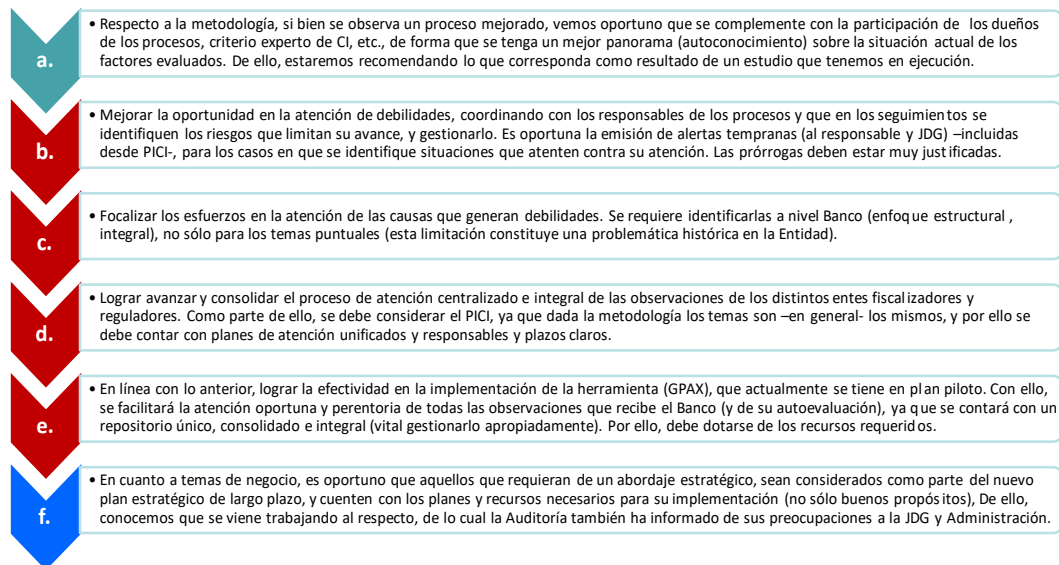 a.
• Respecto a la metodología, si bien se observa un proceso mejorado, vemos oportuno que se complemente con la participación de los dueños
de los procesos, criterio experto de CI, etc., de forma que se tenga un mejor panorama (autoconocimiento) sobre la situación actual de los
factores evaluados. De ello, estaremos recomendando lo que corresponda como resultado de un estudio que tenemos en ejecución.
b.
• Mejorar la oportunidad en la atención de debilidades, coordinando con los responsables de los procesos y que en los seguimientos se
identifiquen los riesgos que limitan su avance, y gestionarlo. Es oportuna la emisión de alertas tempranas (al responsable y JDG) –incluidas
desde PICI-, para los casos en que se identifique situaciones que atenten contra su atención. Las prórrogas deben estar muy justificadas.
c.
• Focalizar los esfuerzos en la atención de las causas que generan debilidades. Se requiere identificarlas a nivel Banco (enfoque estructural ,
integral), no sólo para los temas puntuales (esta limitación constituye una problemática histórica en la Entidad).
d.
• Lograr avanzar y consolidar el proceso de atención centralizado e integral de las observaciones de los distintos entes fiscalizadores y
reguladores. Como parte de ello, se debe considerar el PICI, ya que dada la metodología los temas son –en general- los mismos, y por ello se
debe contar con planes de atención unificados y responsables y plazos claros.
e.
• En línea con lo anterior, lograr la efectividad en la implementación de la herramienta (GPAX), que actualmente se tiene en plan piloto. Con ello,
se facilitará la atención oportuna y perentoria de todas las observaciones que recibe el Banco (y de su autoevaluación), ya que se contará con un
repositorio único, consolidado e integral (vital gestionarlo apropiadamente). Por ello, debe dotarse de los recursos requeridos.
f.
• En cuanto a temas de negocio, es oportuno que aquellos que requieran de un abordaje estratégico, sean considerados como parte del nuevo
plan estratégico de largo plazo, y cuenten con los planes y recursos necesarios para su implementación (no sólo buenos propósitos), De ello,
conocemos que se viene trabajando al respecto, de lo cual la Auditoría también ha informado de sus preocupaciones a la JDG y Administración.